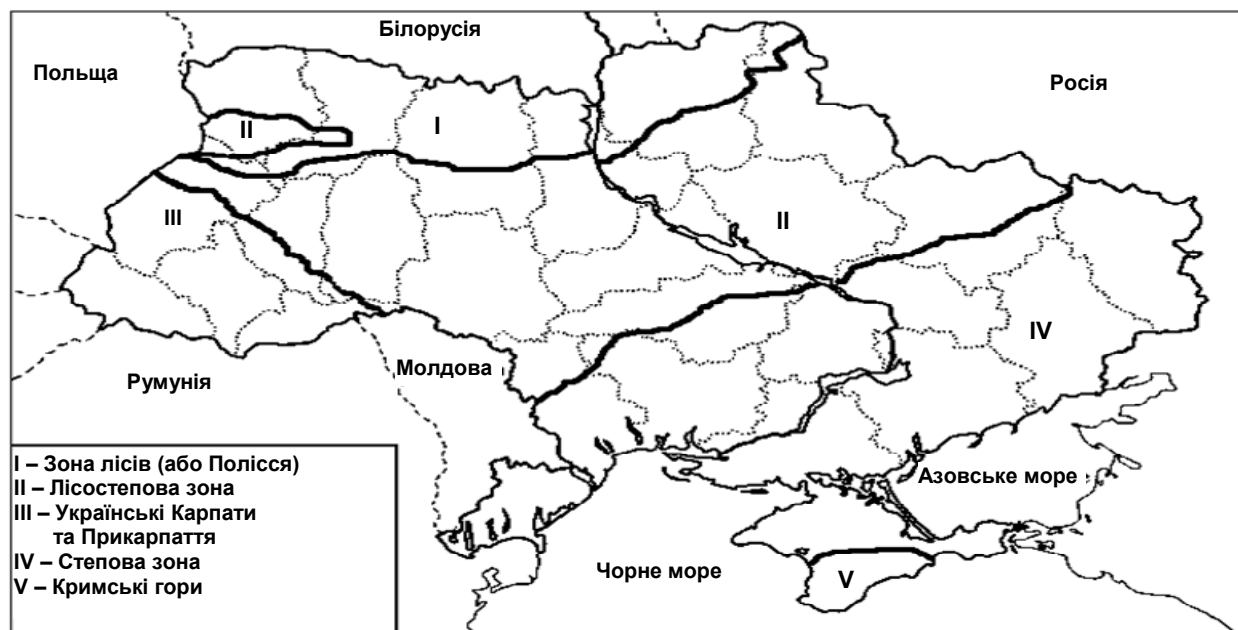 Білорусія
Польща
Росія
II
I
III
II
IV
Молдова
Румунія
I – Зона лісів (або Полісся)
II – Лісостепова зона
III – Українські Карпати
та Прикарпаття
IV – Степова зона
V – Кримські гори
Азовське море
Чорне море
V